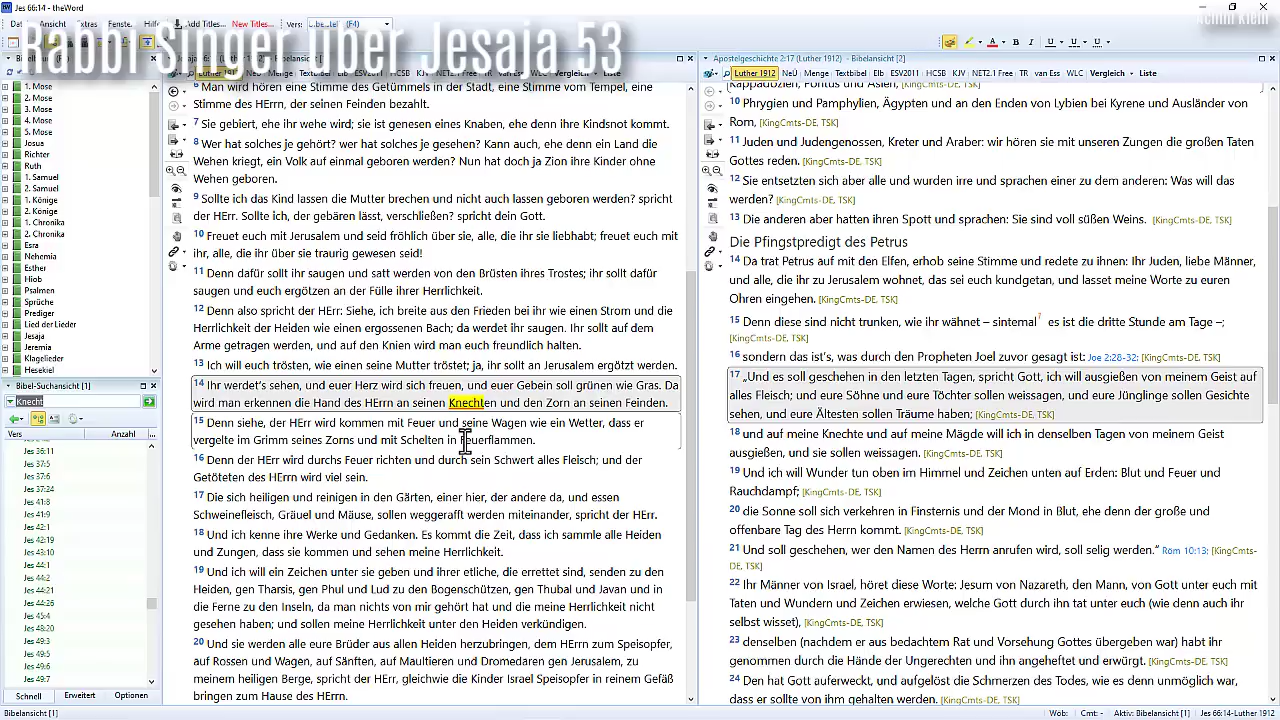 Jes 66:14 - theWord
Rabbi Singer über Jesaja 53
Achim Klein
Ansicht
Extras
Fenster
Add Titles...
New Titles...
Vers:
Bibelstelle (F4)
Apostelgeschichte 2:17 (Luther 1912) - Bibelansicht [2]
Luther 1912 NeÜ Menge Textbibel Elb ESV2011 HCSB KJV NET2.1 Free TR van Ess WLC Vergleich Liste
1. Mose
2. Mose
3. Mose
4. Mose
5. Mose
Josua
Richter
Ruth
1. Samuel
2. Samuel
1. Könige
2. Könige
1. Chronika
2. Chronika
Esra
Nehemia
Esther
Hiob
Psalmen
Sprüche
Prediger
Lied der Lieder
Jesaja
Jeremia
Klagelieder
Hesekiel
Bibel-Suchansicht [1]
Knecht
Vers Anzahl
Jes 36:11
Jes 37:5
Jes 37:6
Jes 37:24
Jes 41:8
Jes 41:9
Jes 42:1
Jes 42:19
Jes 43:10
Jes 44:1
Jes 44:2
Jes 44:21
Jes 44:26
Jes 45:4
Jes 48:20
Jes 49:3
Jes 49:5
Jes 49:6
Jes 49:7
Schnell Erweitert Optionen
Bibelansicht [1]
6 Man wird hören eine Stimme des Getümmels in der Stadt, eine Stimme vom Tempel, eine
Stimme des HErrn, der seinen Feinden bezahlt.
7 Sie gebiert, ehe ihr wehe wird; sie ist genesen eines Knaben, ehe denn ihre Kindsnot kommt.
8 Wer hat solches je gehört? wer hat solches je gesehen? Kann auch, ehe denn ein Land die
Wehen kriegt, ein Volk auf einmal geboren werden? Nun hat doch ja Zion ihre Kinder ohne
Wehen geboren.
9 Sollte ich das Kind lassen die Mutter brechen und nicht auch lassen geboren werden? spricht
der HErr. Sollte ich, der gebären lässt, verschließen? spricht dein Gott.
10 Freuet euch mit Jerusalem und seid fröhlich über sie, alle, die ihr sie liebhabt; freuet euch mit
ihr, alle, die ihr über sie traurig gewesen seid!
11 Denn dafür sollt ihr saugen und satt werden von den Brüsten ihres Trostes; ihr sollt dafür
saugen und euch ergötzen an der Fülle ihrer Herrlichkeit.
12 Denn also spricht der HErr: Siehe, ich breite aus den Frieden bei ihr wie einen Strom und die
Herrlichkeit der Heiden wie einen ergossenen Bach; da werdet ihr saugen. Ihr sollt auf dem
Arme getragen werden, und auf den Knien wird man euch freundlich halten.
13 Ich will euch trösten, wie einen seine Mutter tröstet; ja, ihr sollt an Jerusalem ergötzt werden.
14 Ihr werdet's sehen, und euer Herz wird sich freuen, und euer Gebein soll grünen wie Gras. Da
wird man erkennen die Hand des HErrn an seinen Knechten und den Zorn an seinen Feinden.
15 Denn siehe, der HErr wird kommen mit Feuer und seine Wagen wie ein Wetter, dass er
vergelte im Grimm seines Zorns und mit Schelten in Feuerflammen.
16 Denn der HErr wird durchs Feuer richten und durch sein Schwert alles Fleisch; und der
Getöteten des HErrn wird viel sein.
17 Die sich heiligen und reinigen in den Gärten, einer hier, der andere da, und essen
Schweinefleisch, Gräuel und Mäuse, sollen weggerafft werden miteinander, spricht der HErr.
18 Und ich kenne ihre Werke und Gedanken. Es kommt die Zeit, dass ich sammle alle Heiden
und Zungen, dass sie kommen und sehen meine Herrlichkeit.
19 Und ich will ein Zeichen unter sie geben und ihrer etliche, die errettet sind, senden zu den
Heiden, gen Tharsis, gen Phul und Lud zu den Bogenschützen, gen Thubal und Javan und in
die Ferne zu den Inseln, da man nichts von mir gehört hat und die meine Herrlichkeit nicht
gesehen haben; und sollen meine Herrlichkeit unter den Heiden verkündigen.
20 Und sie werden alle eure Brüder aus allen Heiden herzubringen, dem HErrn zum Speisopfer,
auf Rossen und Wagen, auf Sänften, auf Maultieren und Dromedaren gen Jerusalem, zu
meinem heiligen Berge, spricht der HErr, gleichwie die Kinder Israel Speisopfer in reinem Gefäß
bringen zum Hause des HErrn.
Kappadozien, Pontus und Asien, [KingCmts-DE, TSK]
10 Phrygien und Pamphylien, Ägypten und an den Enden von Lybien bei Kyrene und Ausländer von
Rom, [KingCmts-DE, TSK]
11 Juden und Judengenossen, Kreter und Araber: wir hören sie mit unseren Zungen die großen Taten
Gottes reden. [KingCmts-DE, TSK]
12 Sie entsetzten sich aber alle und wurden irre und sprachen einer zu dem anderen: Was will das
werden? [KingCmts-DE, TSK]
13 Die anderen aber hatten ihren Spott und sprachen: Sie sind voll süßen Weins. [KingCmts-DE, TSK]
Die Pfingstpredigt des Petrus
14 Da trat Petrus auf mit den Elfen, erhob seine Stimme und redete zu ihnen: Ihr Juden, liebe Männer,
und alle, die ihr zu Jerusalem wohnet, das sei euch kundgetan, und lasset meine Worte zu euren
Ohren eingehen. [KingCmts-DE, TSK]
15 Denn diese sind nicht trunken, wie ihr wähnet – sintemal7 es ist die dritte Stunde am Tage –;
[KingCmts-DE, TSK]
16 sondern das ist's, was durch den Propheten Joel zuvor gesagt ist: Joe 2:28-32; [KingCmts-DE, TSK]
17 „Und es soll geschehen in den letzten Tagen, spricht Gott, ich will ausgießen von meinem Geist auf
alles Fleisch; und eure Söhne und eure Töchter sollen weissagen, und eure Jünglinge sollen Gesichte
sehen, und eure Ältesten sollen Träume haben; [KingCmts-DE, TSK]
18 und auf meine Knechte und auf meine Mägde will ich in denselben Tagen von meinem Geist
ausgießen, und sie sollen weissagen. [KingCmts-DE, TSK]
19 Und ich will Wunder tun oben im Himmel und Zeichen unten auf Erden: Blut und Feuer und
Rauchdampf; [KingCmts-DE, TSK]
20 die Sonne soll sich verkehren in Finsternis und der Mond in Blut, ehe denn der große und
offenbare Tag des Herrn kommt. [KingCmts-DE, TSK]
21 Und soll geschehen, wer den Namen des Herrn anrufen wird, soll selig werden.“ Röm 10:13; [KingCmts-
DE, TSK]
22 Ihr Männer von Israel, höret diese Worte: Jesum von Nazareth, den Mann, von Gott unter euch mit
Taten und Wundern und Zeichen erwiesen, welche Gott durch ihn tat unter euch (wie denn auch ihr
selbst wisset), [KingCmts-DE, TSK]
23 denselben (nachdem er aus bedachtem Rat und Vorsehung Gottes übergeben war) habt ihr
genommen durch die Hände der Ungerechten und ihn angeheftet und erwürgt. [KingCmts-DE, TSK]
24 Den hat Gott auferweckt, und aufgelöst die Schmerzen des Todes, wie es denn unmöglich war,
dass er sollte von ihm gehalten werden. [KingCmts-DE, TSK]
Wob: Cmt: - Aktiv: Bibelansicht [1] Jes 66:14-Luther 1912